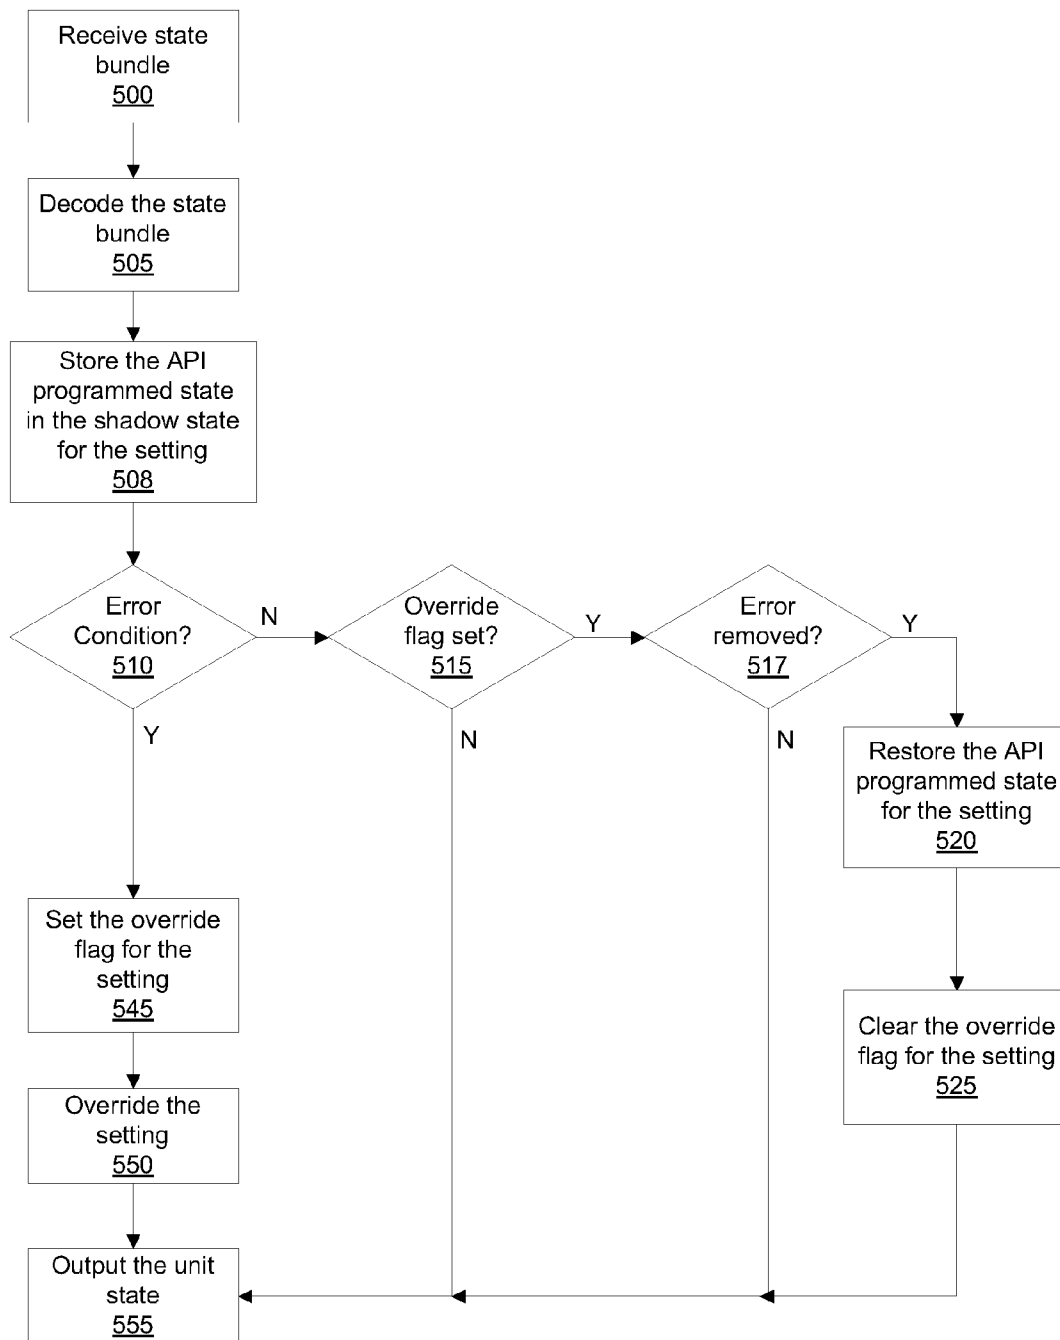 Receive state
bundle
500
Decode the state
bundle
505
Store the API
programmed state
in the shadow state
for the setting
508
Error
Condition?
510
N
Y
Override
flag set?
515
Y
N
Error
removed?
517
Y
N
Restore the API
programmed state
for the setting
520
Set the override
flag for the
setting
545
Clear the override
flag for the setting
525
Override the
setting
550
Output the unit
state
555